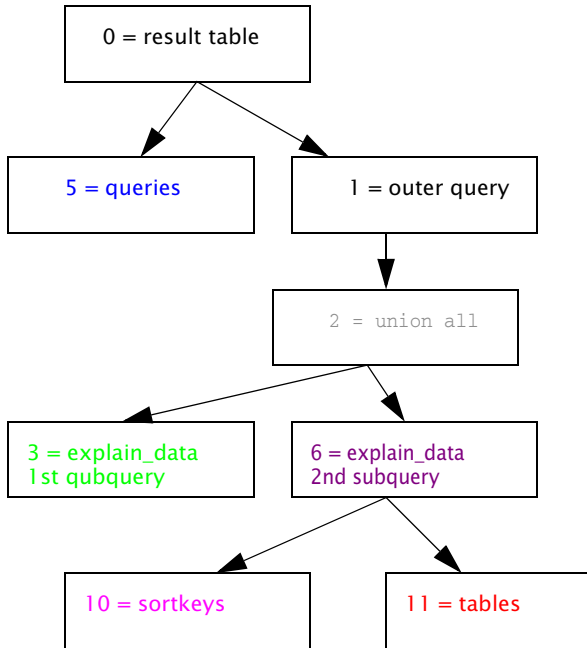 0 = result table
5 = queries
1 = outer query
2 = union all
3 = explain_data
1st qubquery
6 = explain_data
2nd subquery
10 = sortkeys
11 = tables